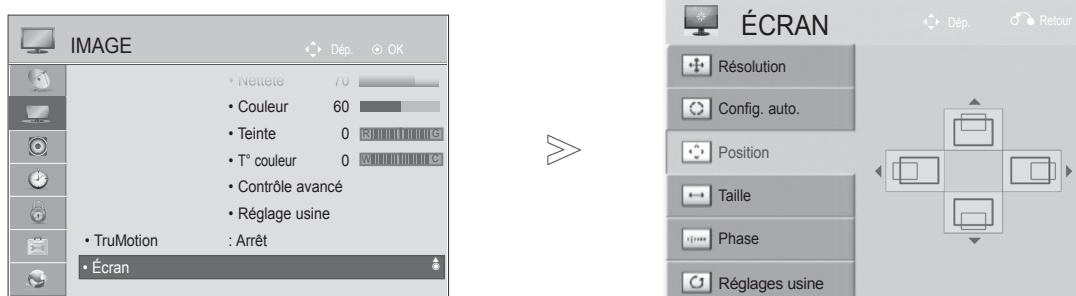 IMAGE
Dép. OK
• Netteté 70
• Couleur 60
• Teinte 0 R G
• T° couleur 0 W C
• Contrôle avancé
• Réglage usine
• TruMotion : Arrêt
• Écran
ÉCRAN
Dép. Retour
Résolution
Config. auto.
Position
Taille
Phase
Réglages usine